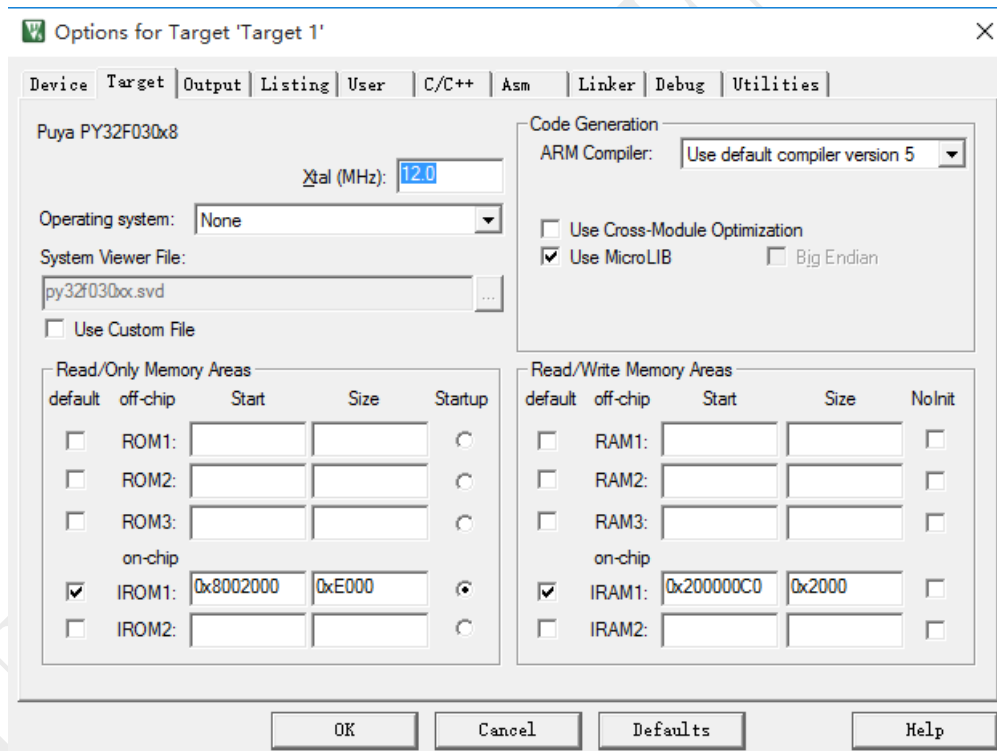 Options for Target 'Target 1'
Device Target Output Listing User C/C++ Asm Linker Debug Utilities
Puya PY32F030x8
Xtal (MHz): 12.0
Operating system: None
System Viewer File:
py32f030xx.svd ...
Use Custom File
Code Generation
ARM Compiler: Use default compiler version 5
Use Cross-Module Optimization
Use MicroLIB Big Endian
Read/Only Memory Areas
default off-chip Start Size Startup
ROM1:
ROM2:
ROM3:
on-chip
IROM1: 0x8002000 0xE000
IROM2:
Read/Write Memory Areas
default off-chip Start Size NoInit
RAM1:
RAM2:
RAM3:
on-chip
IRAM1: 0x200000C0 0x2000
IRAM2:
OK Cancel Defaults Help